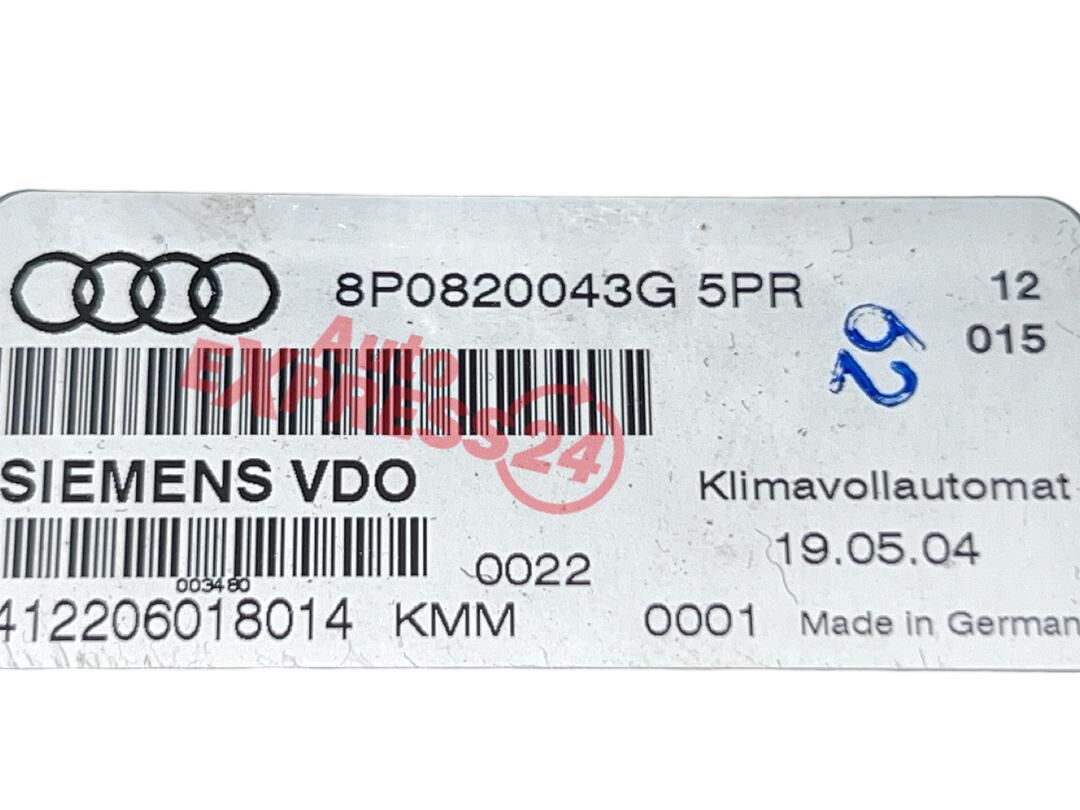 8P0820043G 5PR
12
015
29
Auto
EXPRESS24
SIEMENS VDO
Klimavollautomat
19.05.04
0022
003480
412206018014 KMM 0001 Made in German